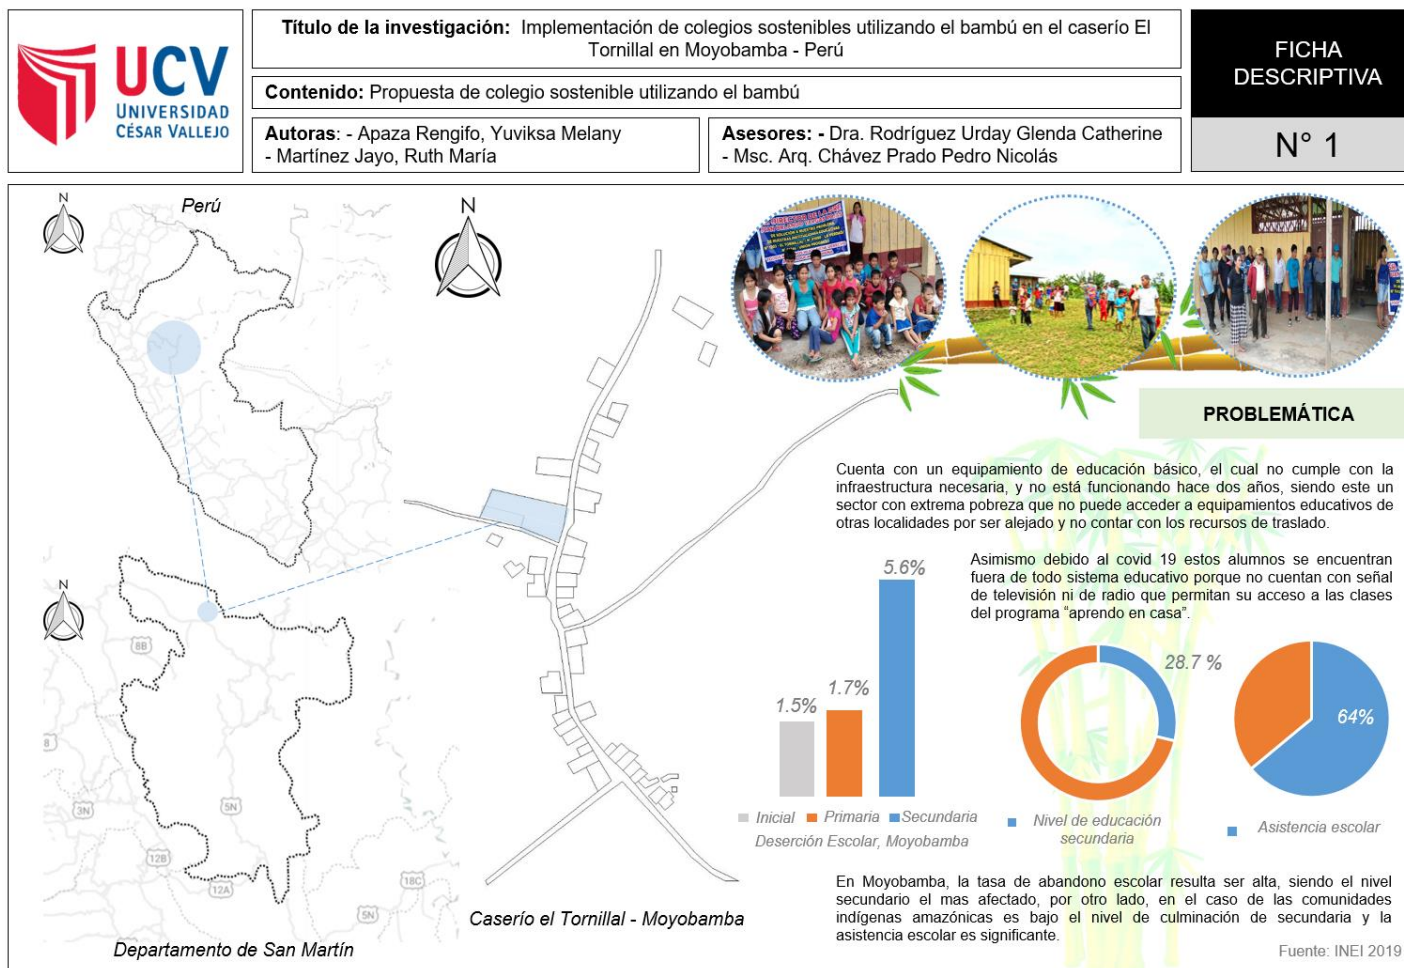 UCV
UNIVERSIDAD
CÉSAR VALLEJO
Título de la investigación: Implementación de colegios sostenibles utilizando el bambú en el caserío El
Tornillal en Moyobamba - Perú
Contenido: Propuesta de colegio sostenible utilizando el bambú
Autoras: - Apaza Rengifo, Yuviksa Melany
- Martínez Jayo, Ruth María
Asesores: - Dra. Rodríguez Urday Glenda Catherine
- Msc. Arq. Chávez Prado Pedro Nicolás
FICHA
DESCRIPTIVA
N° 1
N
Perú
N
DIRECTOR DE LA
PROBLEMÁTICA
Cuenta con un equipamiento de educación básico, el cual no cumple con la
infraestructura necesaria, y no está funcionando hace dos años, siendo este un
sector con extrema pobreza que no puede acceder a equipamientos educativos de
otras localidades por ser alejado y no contar con los recursos de traslado.
Asimismo debido al covid 19 estos alumnos se encuentran
fuera de todo sistema educativo porque no cuentan con señal
de televisión ni de radio que permitan su acceso a las clases
del programa “aprendo en casa”.
N
8B
8
3N
5N
12B
12A
18C
5N
5.6%
1.7%
1.5%
Inicial Primaria Secundaria
Deserción Escolar, Moyobamba
28.7 %
Nivel de educación
secundaria
64%
Asistencia escolar
En Moyobamba, la tasa de abandono escolar resulta ser alta, siendo el nivel
secundario el mas afectado, por otro lado, en el caso de las comunidades
indígenas amazónicas es bajo el nivel de culminación de secundaria y la
asistencia escolar es significante.
Fuente: INEI 2019
Caserío el Tornillal - Moyobamba
Departamento de San Martín